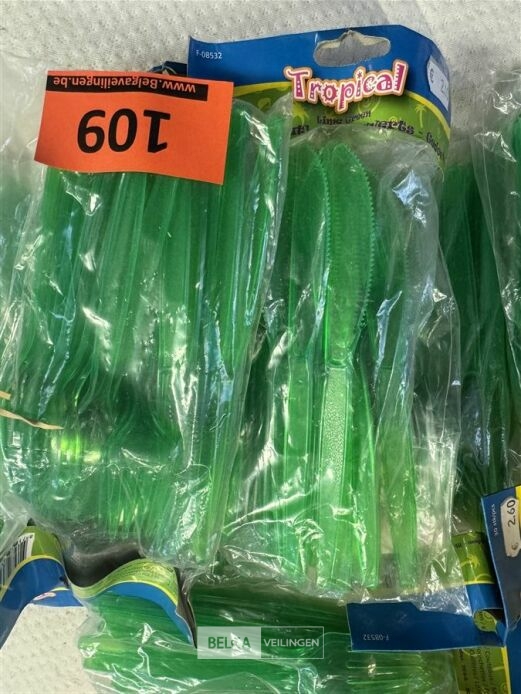 F-08532
Tropical
Lime Green
www.Belgaveilingen.be
109
2.60
F-08532
BELGA VEILINGEN